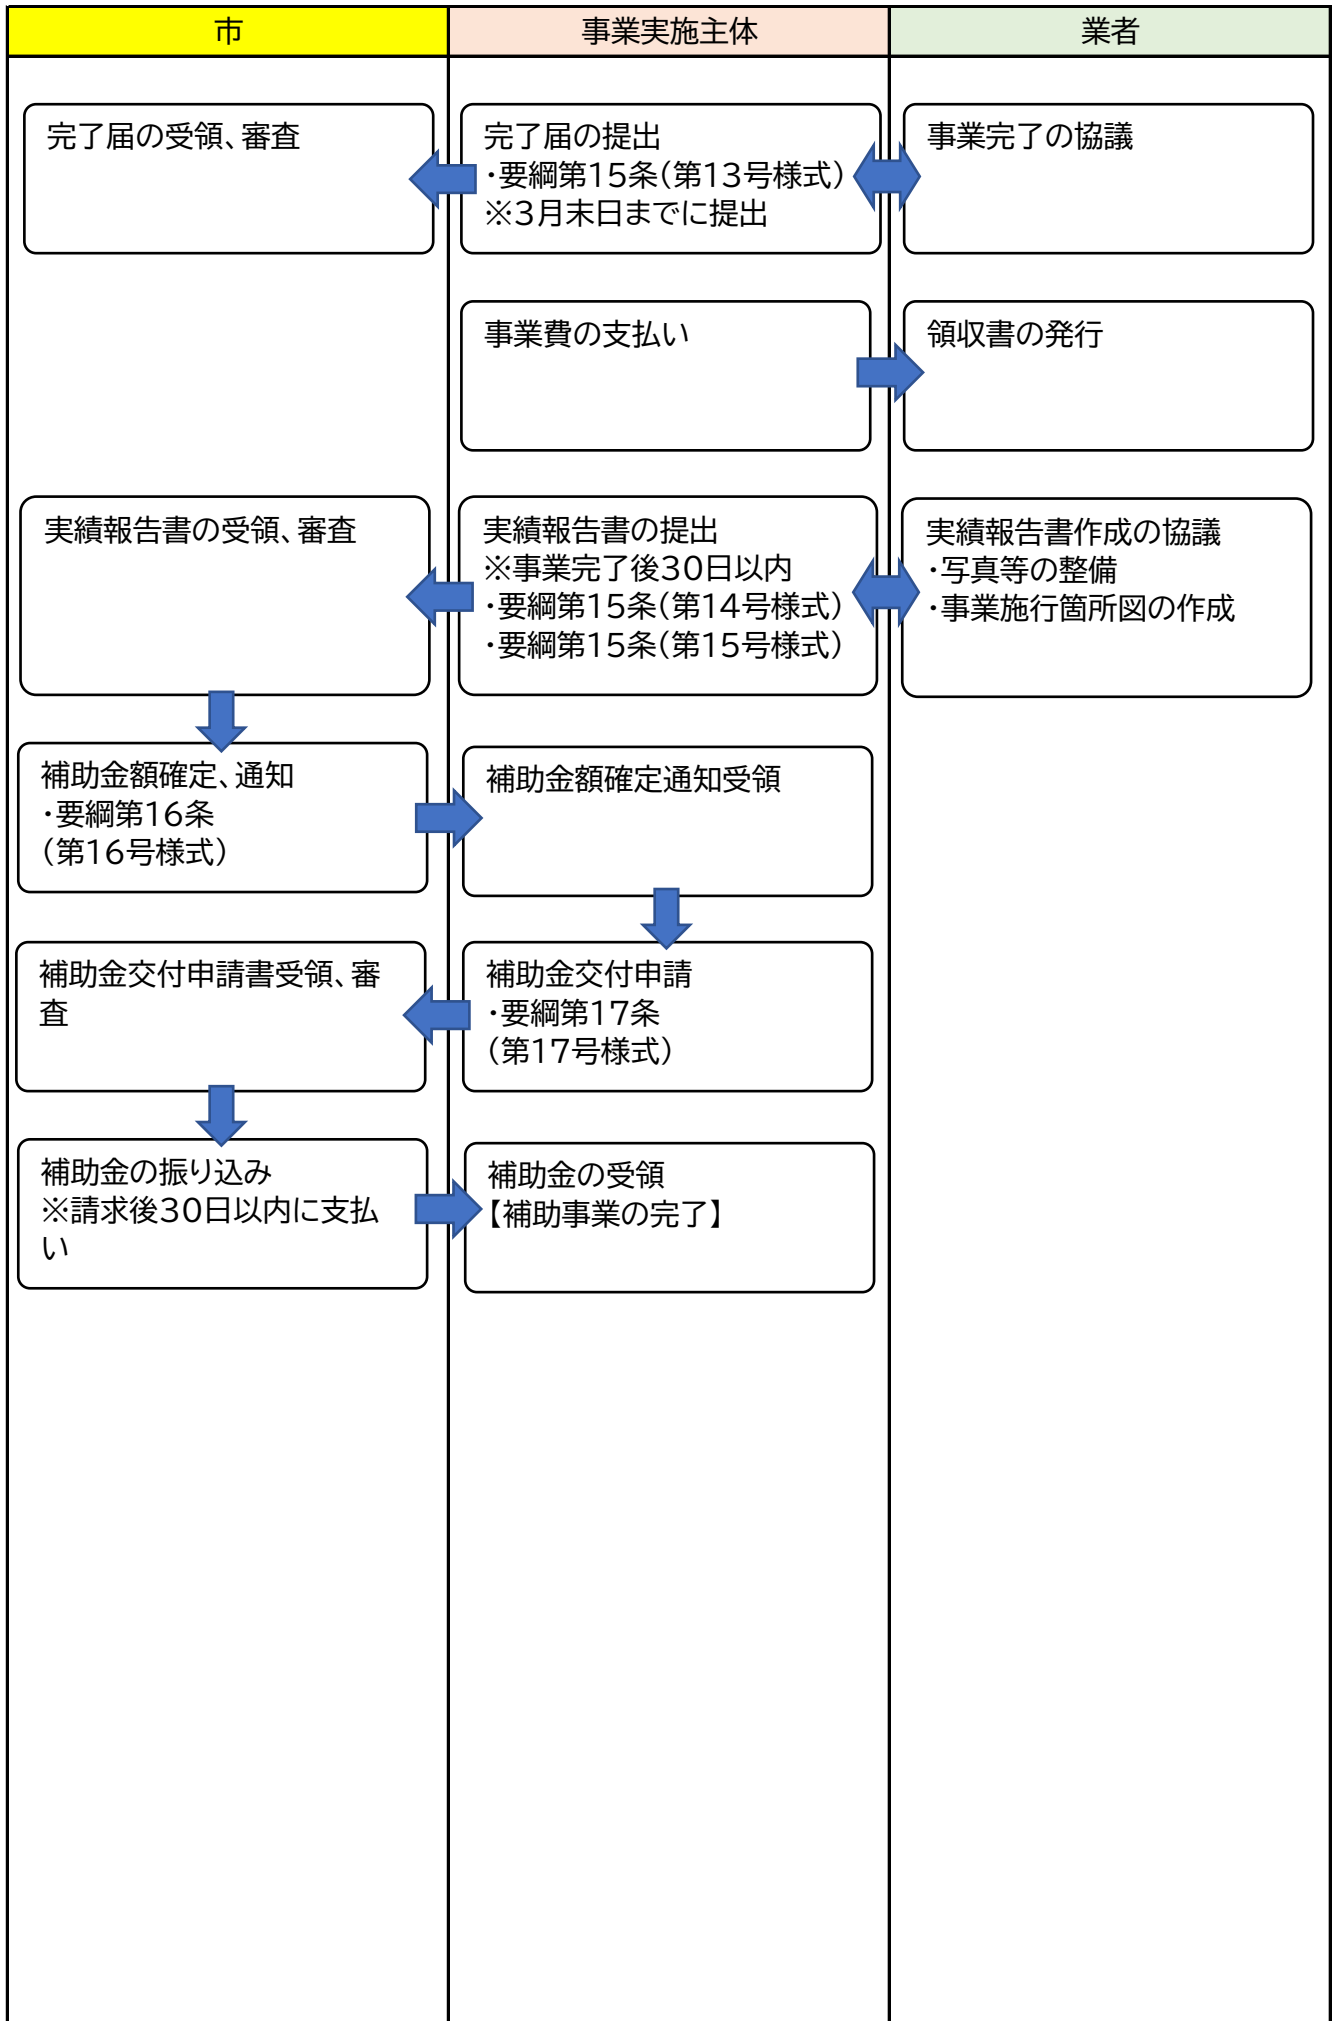 市
事業実施主体
業者
完了届の受領、審査
完了届の提出
・要綱第15条(第13号様式)
※3月末日までに提出
事業完了の協議
事業費の支払い
領収書の発行
実績報告書の受領、審査
実績報告書の提出
※事業完了後30日以内
・要綱第15条(第14号様式)
・要綱第15条(第15号様式)
実績報告書作成の協議
・写真等の整備
・事業施行箇所図の作成
補助金額確定、通知
・要綱第16条
(第16号様式)
補助金額確定通知受領
補助金交付申請書受領、審
査
補助金交付申請
・要綱第17条
(第17号様式)
補助金の振り込み
※請求後30日以内に支払
い
補助金の受領
【補助事業の完了】